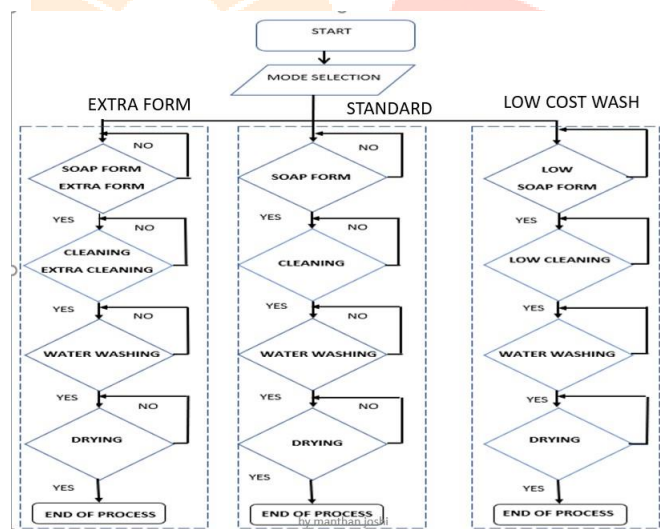 START
MODE SELECTION
EXTRA FORM
STANDARD
LOW COST WASH
NO
SOAP FORM
EXTRA FORM
YES
NO
CLEANING
EXTRA CLEANING
YES
NO
WATER WASHING
YES
NO
DRYING
YES
END OF PROCESS
NO
SOAP FORM
YES
NO
CLEANING
YES
NO
WATER WASHING
YES
NO
DRYING
YES
END OF PROCESS
by manthan joshi
LOW
SOAP FORM
YES
LOW CLEANING
YES
WATER WASHING
YES
DRYING
YES
END OF PROCESS